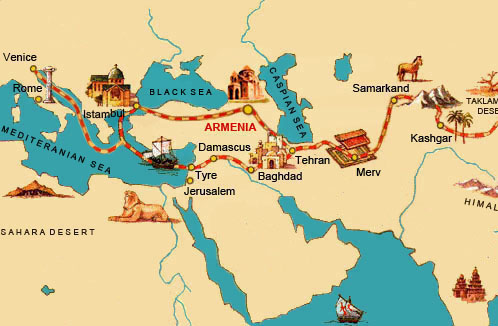 Venice
Rome
Istambul
BLACK SEA
CASPIAN SEA
Samarkand
TAKLAM
DESE
ARMENIA
Kashgar
MEDITERANIAN SEA
Damascus
Tehran
Tyre
Baghdad
Merv
Jerusalem
HIMAL
SAHARA DESERT